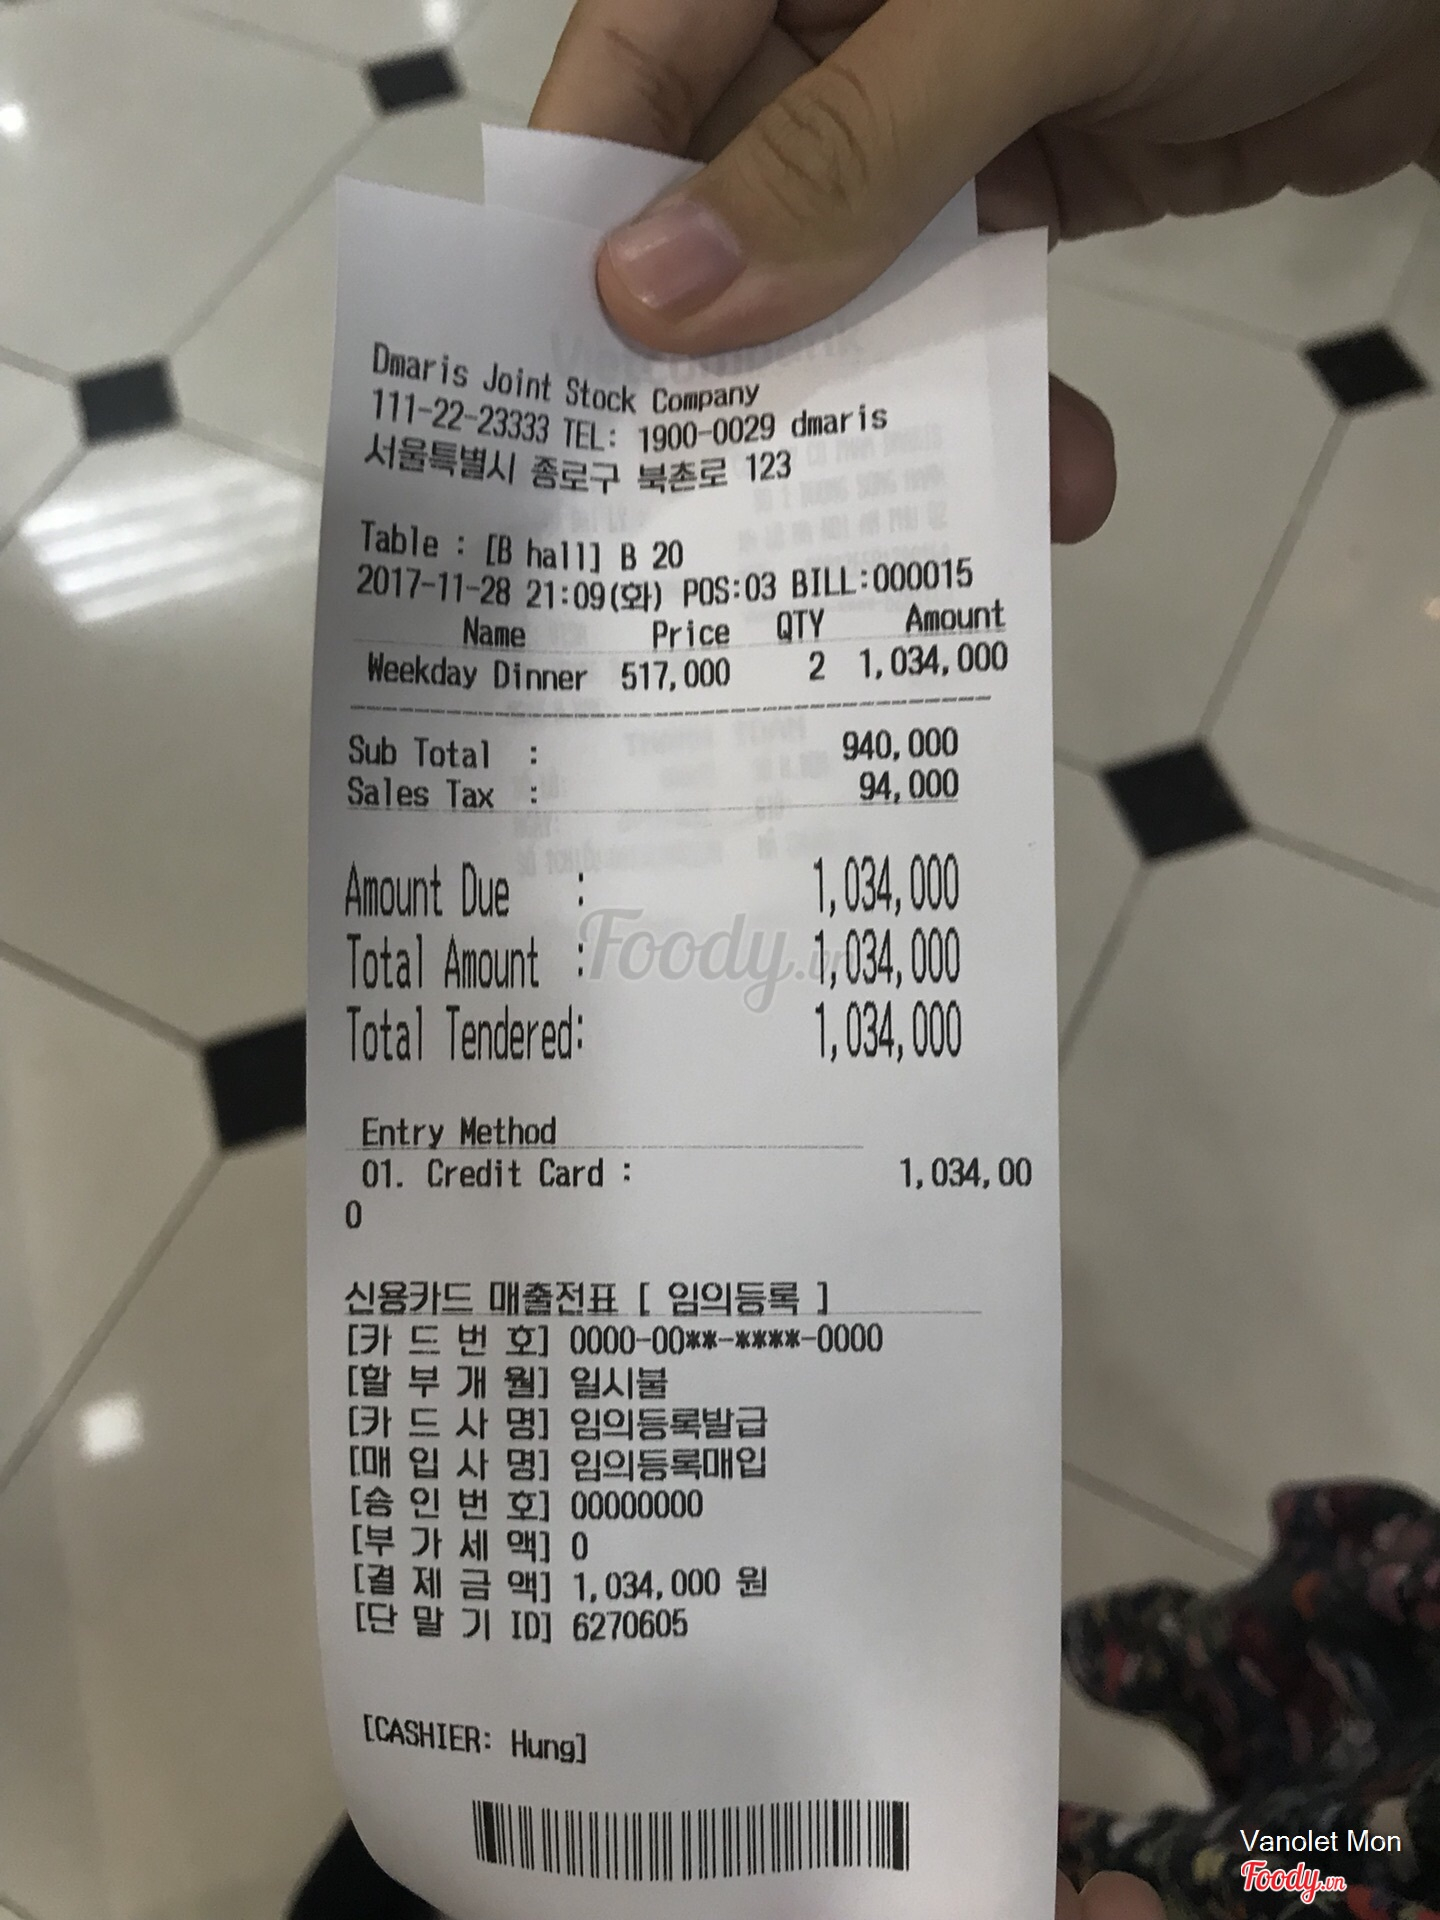 Dmaris Joint Stock Company
111-22-23333 TEL: 1900-0029 dmaris
서울특별시 종로구 북촌로 123
Table : [B hall] B 20
2017-11-28 21:09(화) POS:03 BILL:000015
Name Price QTY Amount
Weekday Dinner 517,000 2 1,034,000
Sub Total : 940,000
Sales Tax : 94,000
Amount Due : 1,034,000
Total Amount : 1,034,000
Total Tendered: 1,034,000
Foody.vn
Entry Method
01. Credit Card : 1,034,00
0
신용카드 매출전표 [ 임의등록 ]
[카 드 번 호] 0000-00**-****-0000
[할 부 개 월] 일시불
[카 드 사 명] 임의등록발급
[매 입 사 명] 임의등록매입
[승 인 번 호] 00000000
[부 가 세 액] 0
[결 제 금 액] 1,034,000 원
[단 말 기 ID] 6270605
[CASHIER: Hung]
Vanolet Mon
Foody.vn